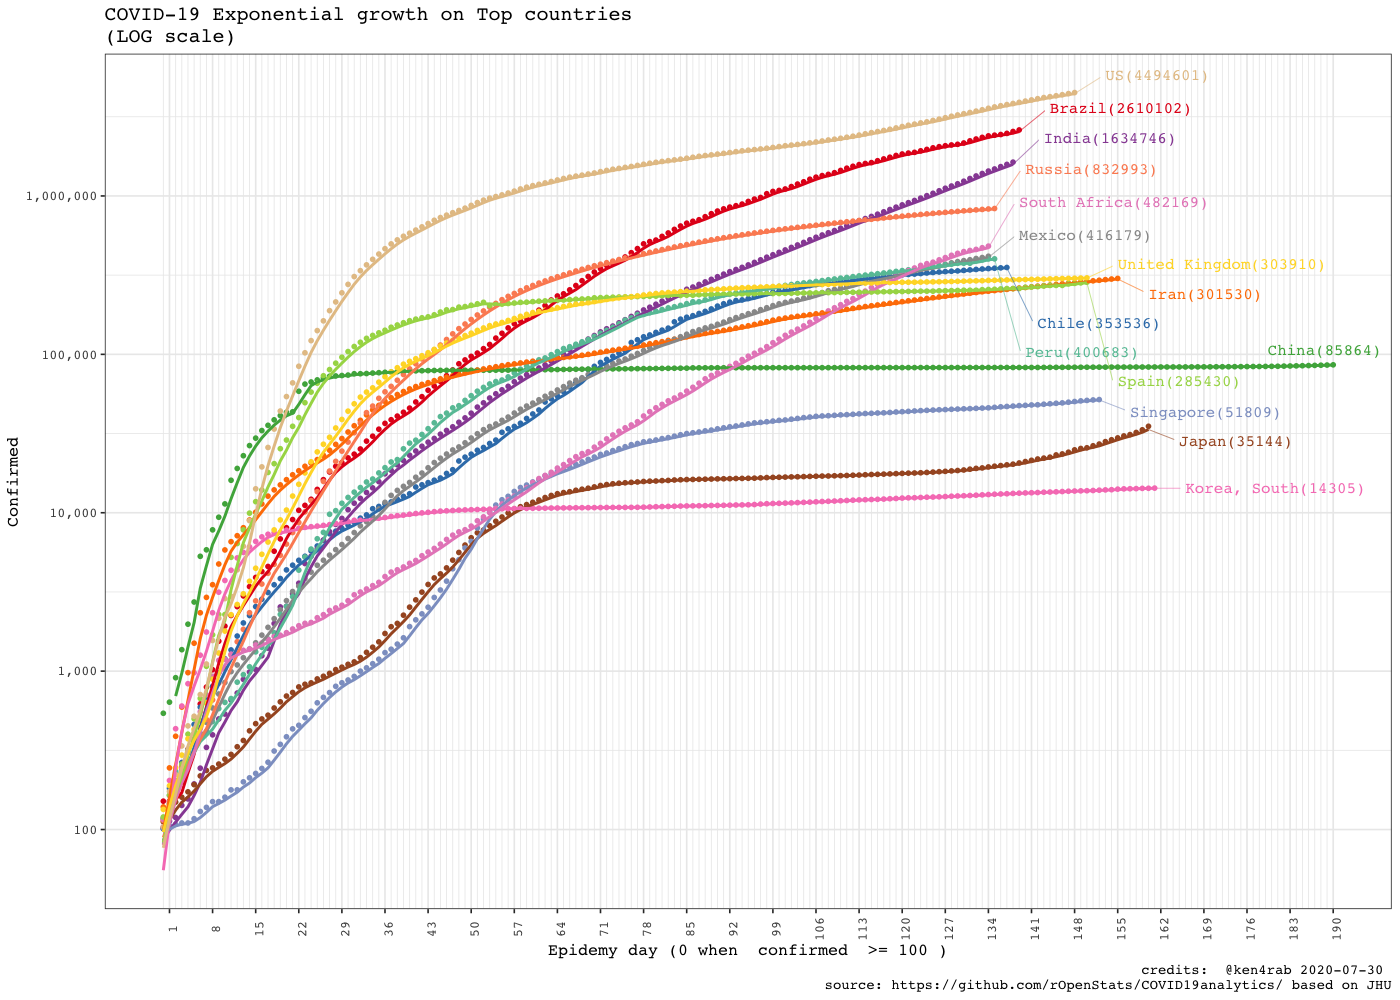 COVID-19 Exponential growth on Top countries
(LOG scale)
US(4494601)
Brazil(2610102)
India(1634746)
Russia(832993)
South Africa(482169)
Mexico(416179)
United Kingdom(303910)
Iran(301530)
Chile(353536)
Peru(400683)
China(85864)
Spain(285430)
Singapore(51809)
Japan(35144)
Korea, South(14305)
Confirmed
1,000,000
100,000
10,000
1,000
100
1 8 15 22 29 36 43 50 57 64 71 78 85 92 99 106 113 120 127 134 141 148 155 162 169 176 183 190
Epidemy day (0 when  confirmed  >= 100 )
credits:  @ken4rab 2020-07-30
source: https://github.com/rOpenStats/COVID19analytics/ based on JHU